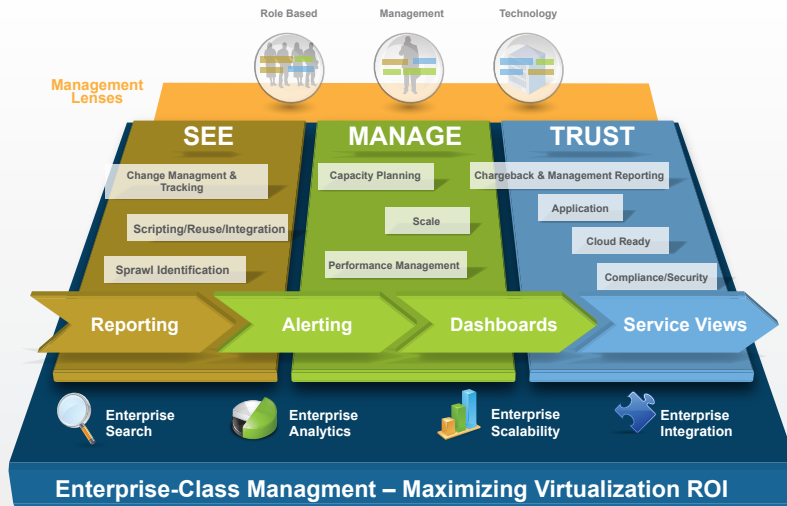 Role Based
Management
Technology
Management
Lenses
SEE
MANAGE
TRUST
Change Managment &
Tracking
Scripting/Reuse/Integration
Sprawl Identification
Capacity Planning
Scale
Performance Management
Chargeback & Management Reporting
Application
Cloud Ready
Compliance/Security
Reporting
Alerting
Dashboards
Service Views
Enterprise
Search
Enterprise
Analytics
Enterprise
Scalability
Enterprise
Integration
Enterprise-Class Managment – Maximizing Virtualization ROI